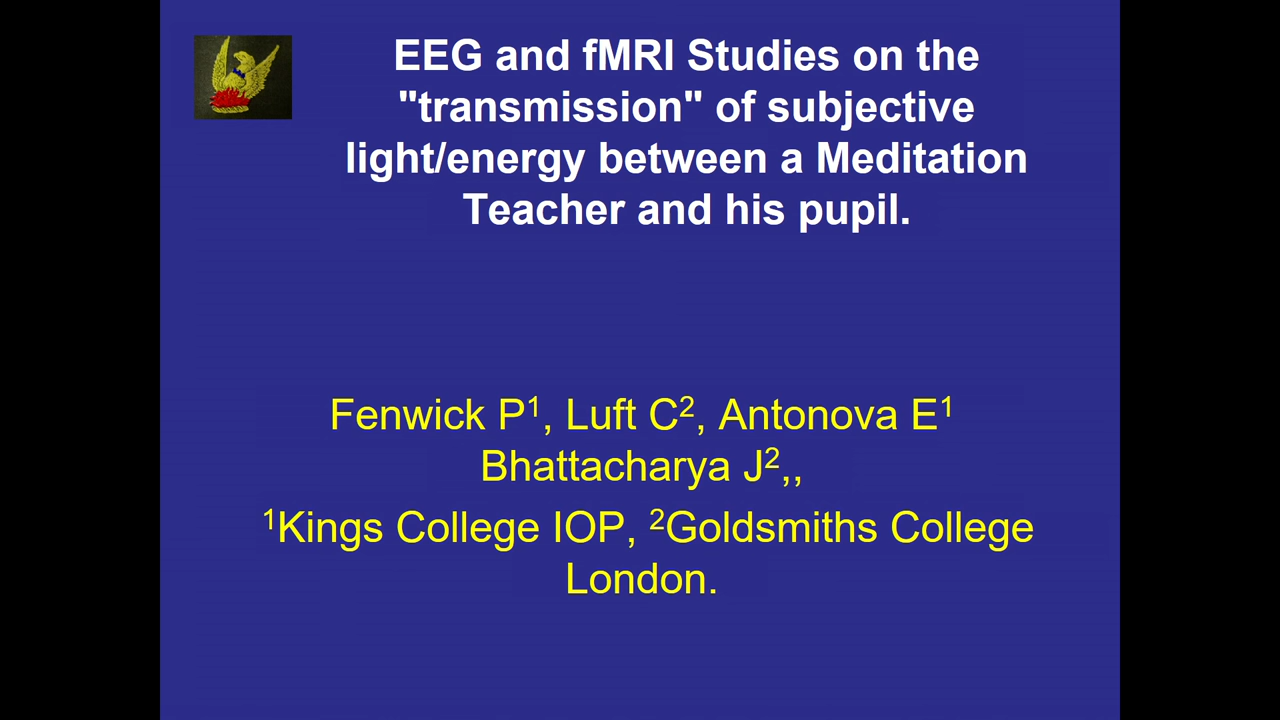 EEG and fMRI Studies on the
"transmission" of subjective
light/energy between a Meditation
Teacher and his pupil.
Fenwick P1, Luft C2, Antonova E1
Bhattacharya J2,,
1Kings College IOP, 2Goldsmiths College
London.